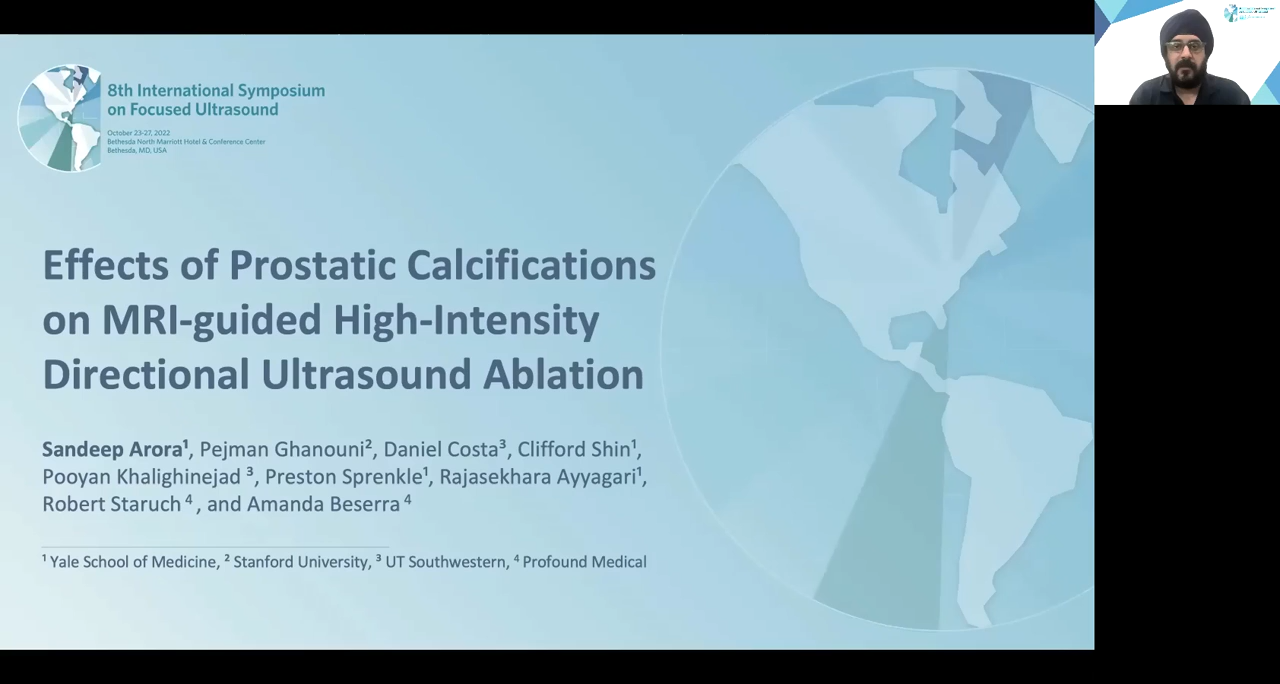 8th International Symposium
on Focused Ultrasound
October 23-27, 2022
Bethesda North Marriott Hotel & Conference Center
Bethesda, MD, USA
Effects of Prostatic Calcifications
on MRI-guided High-Intensity
Directional Ultrasound Ablation
Sandeep Arora¹, Pejman Ghanouni², Daniel Costa³, Clifford Shin¹,
Pooyan Khalighinejad ³, Preston Sprenkle¹, Rajasekhara Ayyagari¹,
Robert Staruch ⁴ , and Amanda Beserra ⁴
¹ Yale School of Medicine, ² Stanford University, ³ UT Southwestern, ⁴ Profound Medical